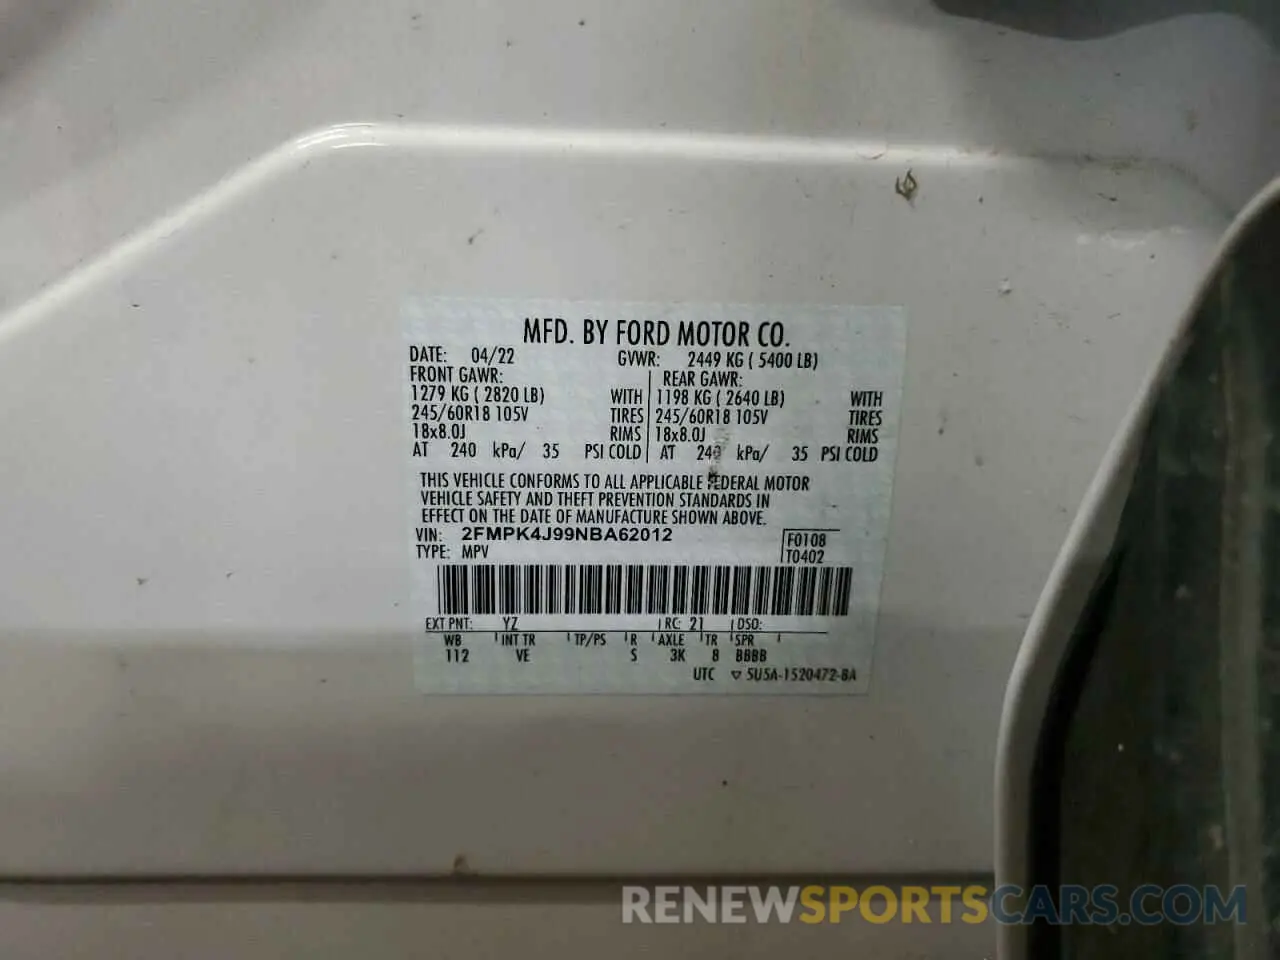 MFD. BY FORD MOTOR CO.
DATE: 04/22 GVWR: 2449 KG ( 5400 LB)
FRONT GAWR: REAR GAWR:
1279 KG ( 2820 LB) WITH 1198 KG ( 2640 LB) WITH
245/60R18 105V TIRES 245/60R18 105V TIRES
18x8.0J RIMS 18x8.0J RIMS
AT 240 kPa/ 35 PSI COLD AT 240 kPa/ 35 PSI COLD
THIS VEHICLE CONFORMS TO ALL APPLICABLE FEDERAL MOTOR
VEHICLE SAFETY AND THEFT PREVENTION STANDARDS IN
EFFECT ON THE DATE OF MANUFACTURE SHOWN ABOVE.
VIN: 2FMPK4J99NBA62012 F0108
TYPE: MPV T0402
EXT PNT: YZ RC: 21 DSO:
WB INT TR TP/PS R AXLE TR SPR
112 VE S 3K 8 BBBB
UTC ▽ 5U5A-1520472-BA
RENEWSPORTSCARS.COM